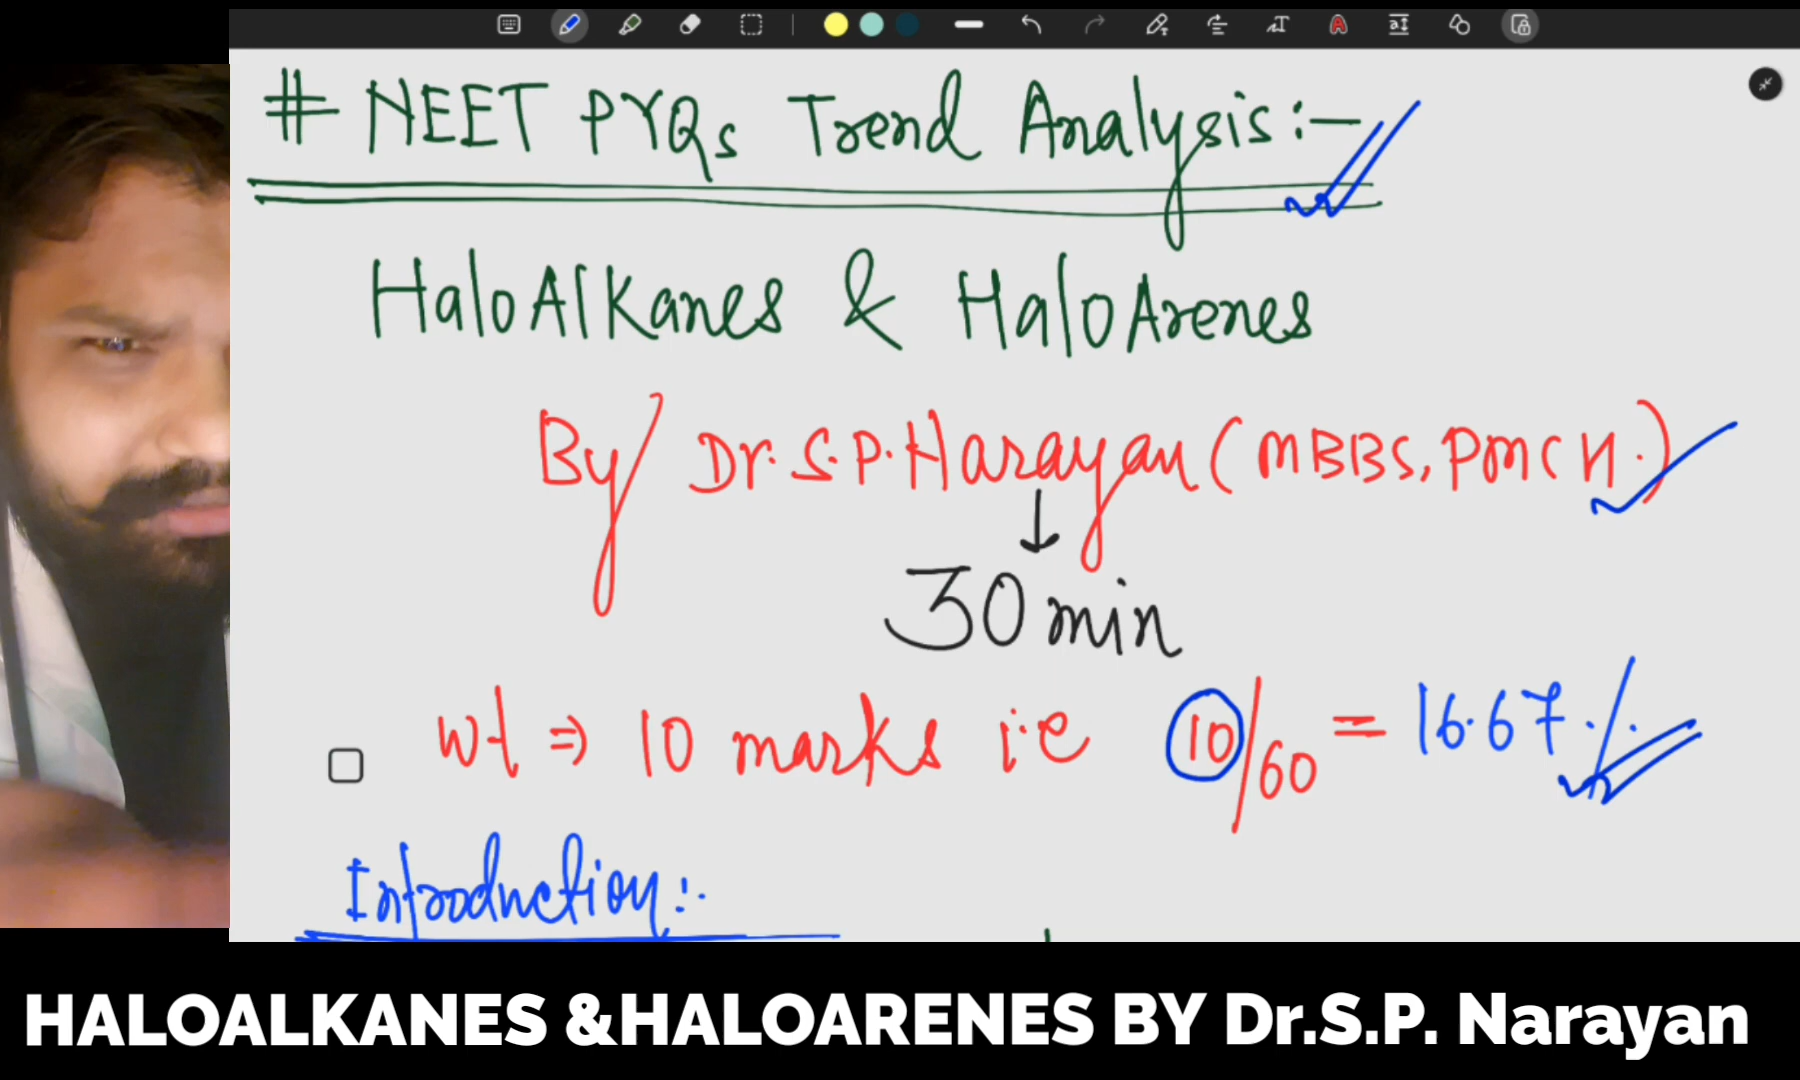 # NEET PYQs Trend Analysis :-
HaloAlkanes & HaloArenes
By/ Dr. S.P. Narayan (MBBS, PMCH.)
↓
30 min
wt ⇒ 10 marks i.e 10/60 = 16.67 %
Introduction :-
HALOALKANES &HALOARENES BY Dr.S.P. Narayan